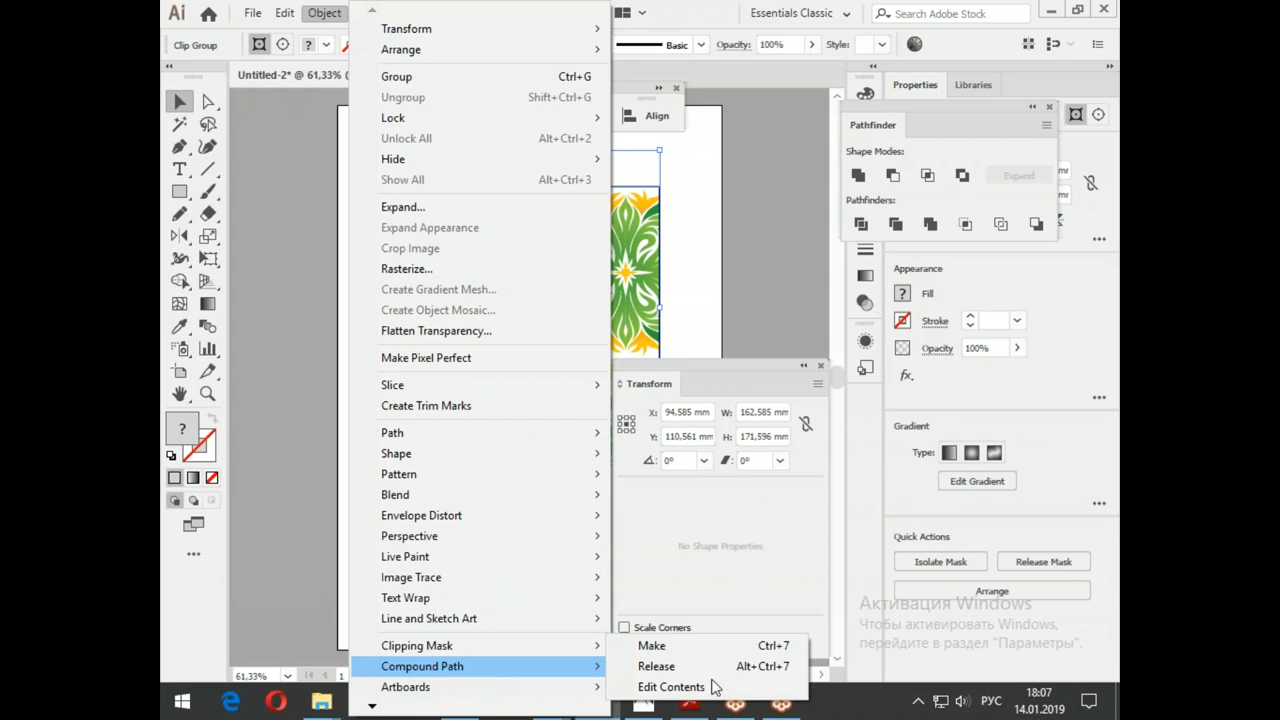 Ai File Edit Object Essentials Classic Search Adobe Stock
Clip Group ? Basic Opacity: 100% Style:
Untitled-2* @ 61,33% (
Transform
Arrange
Group Ctrl+G
Ungroup Shift+Ctrl+G
Lock
Unlock All Alt+Ctrl+2
Hide
Show All Alt+Ctrl+3
Expand...
Expand Appearance
Crop Image
Rasterize...
Create Gradient Mesh...
Create Object Mosaic...
Flatten Transparency...
Make Pixel Perfect
Slice
Create Trim Marks
Path
Shape
Pattern
Blend
Envelope Distort
Perspective
Live Paint
Image Trace
Text Wrap
Line and Sketch Art
Clipping Mask
Compound Path
Artboards
Make Ctrl+7
Release Alt+Ctrl+7
Edit Contents
Align
Transform
X: 94,585 mm W: 162,585 mm
Y: 110,561 mm H: 171,596 mm
0° 0°
No Shape Properties
Scale Corners
Properties Libraries
Pathfinder
Shape Modes:
Expand
Pathfinders:
Appearance
? Fill
Stroke
Opacity 100%
fx.
Gradient
Type:
Edit Gradient
Quick Actions
Isolate Mask Release Mask
Arrange
Активация Windows
Чтобы активировать Windows,
перейдите в раздел "Параметры".
?
61,33% 1
РУС 18:07
14.01.2019